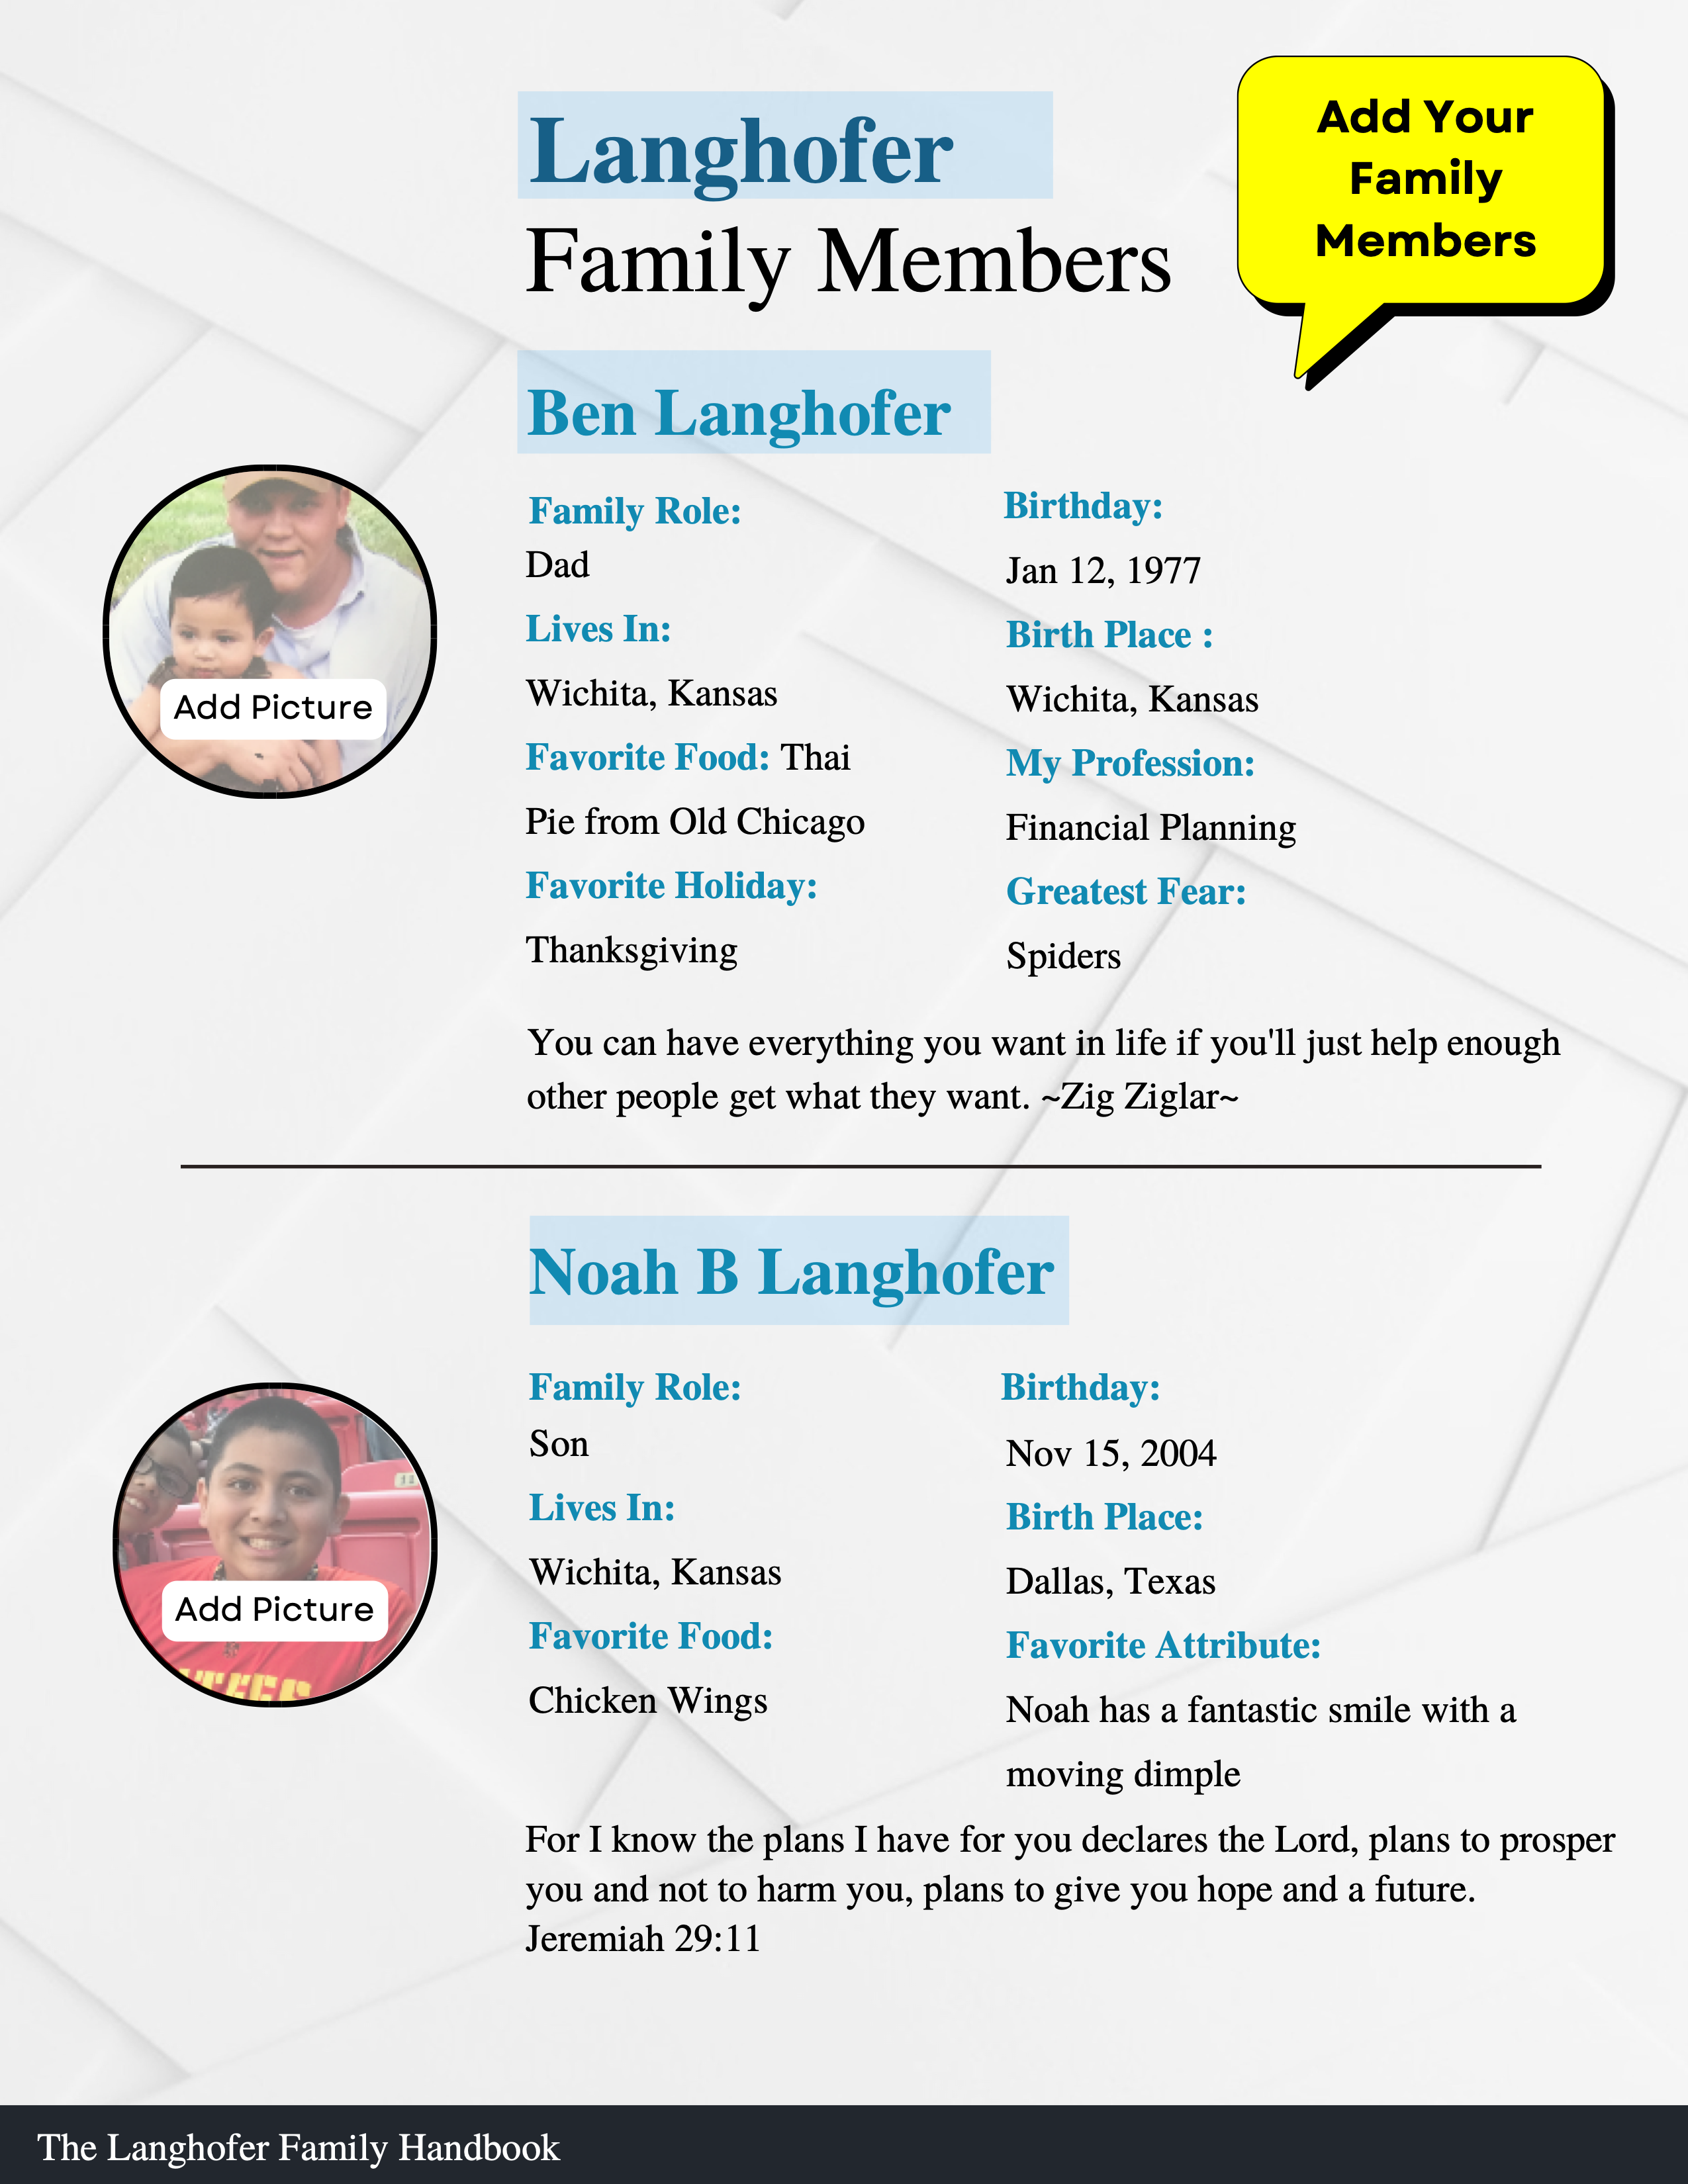 Langhofer
Family Members
Add Your
Family
Members
Ben Langhofer
Add Picture
Family Role:
Dad
Lives In:
Wichita, Kansas
Favorite Food: Thai
Pie from Old Chicago
Favorite Holiday:
Thanksgiving
Birthday:
Jan 12, 1977
Birth Place :
Wichita, Kansas
My Profession:
Financial Planning
Greatest Fear:
Spiders
You can have everything you want in life if you'll just help enough
other people get what they want. ~Zig Ziglar~
Noah B Langhofer
Add Picture
Family Role:
Son
Lives In:
Wichita, Kansas
Favorite Food:
Chicken Wings
Birthday:
Nov 15, 2004
Birth Place:
Dallas, Texas
Favorite Attribute:
Noah has a fantastic smile with a
moving dimple
For I know the plans I have for you declares the Lord, plans to prosper
you and not to harm you, plans to give you hope and a future.
Jeremiah 29:11
The Langhofer Family Handbook